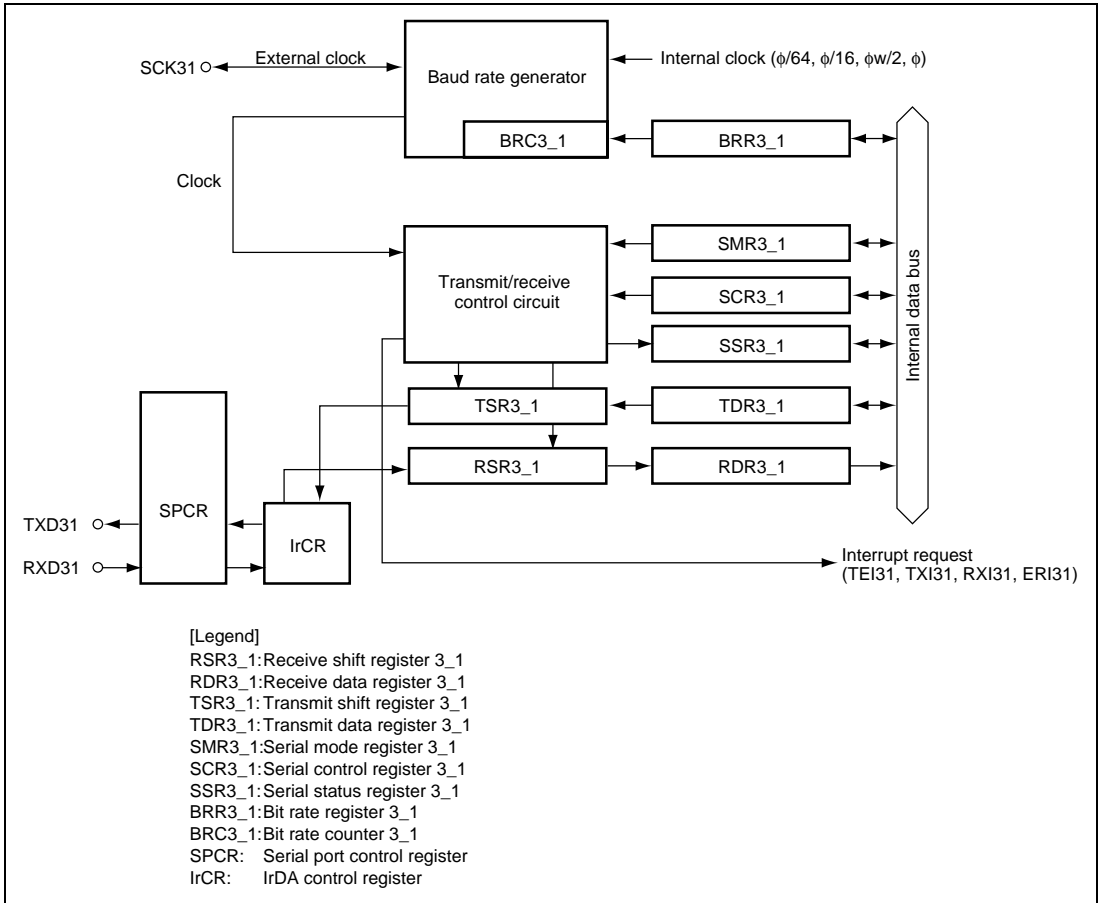 SCK31
External clock
Baud rate generator
Internal clock (ϕ/64, ϕ/16, ϕw/2, ϕ)
BRC3_1
BRR3_1
Clock
Internal data bus
Transmit/receive
control circuit
SMR3_1
SCR3_1
SSR3_1
TSR3_1
TDR3_1
RSR3_1
RDR3_1
SPCR
TXD31
IrCR
RXD31
Interrupt request
(TEI31, TXI31, RXI31, ERI31)
[Legend]
RSR3_1:Receive shift register 3_1
RDR3_1:Receive data register 3_1
TSR3_1:Transmit shift register 3_1
TDR3_1:Transmit data register 3_1
SMR3_1:Serial mode register 3_1
SCR3_1:Serial control register 3_1
SSR3_1:Serial status register 3_1
BRR3_1:Bit rate register 3_1
BRC3_1:Bit rate counter 3_1
SPCR: Serial port control register
IrCR: IrDA control register